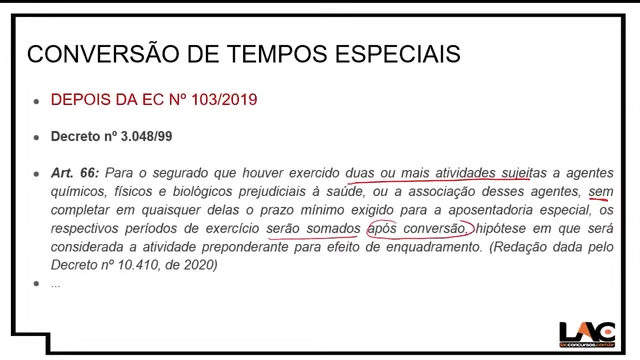 CONVERSÃO DE TEMPOS ESPECIAIS
• DEPOIS DA EC Nº 103/2019
• Decreto nº 3.048/99
• Art. 66: Para o segurado que houver exercido duas ou mais atividades sujeitas a agentes
químicos, físicos e biológicos prejudiciais à saúde, ou a associação desses agentes, sem
completar em quaisquer delas o prazo mínimo exigido para a aposentadoria especial, os
respectivos períodos de exercício serão somados após conversão, hipótese em que será
considerada a atividade preponderante para efeito de enquadramento. (Redação dada pelo
Decreto nº 10.410, de 2020)
• ...
LAC
lacconcursos.com.br